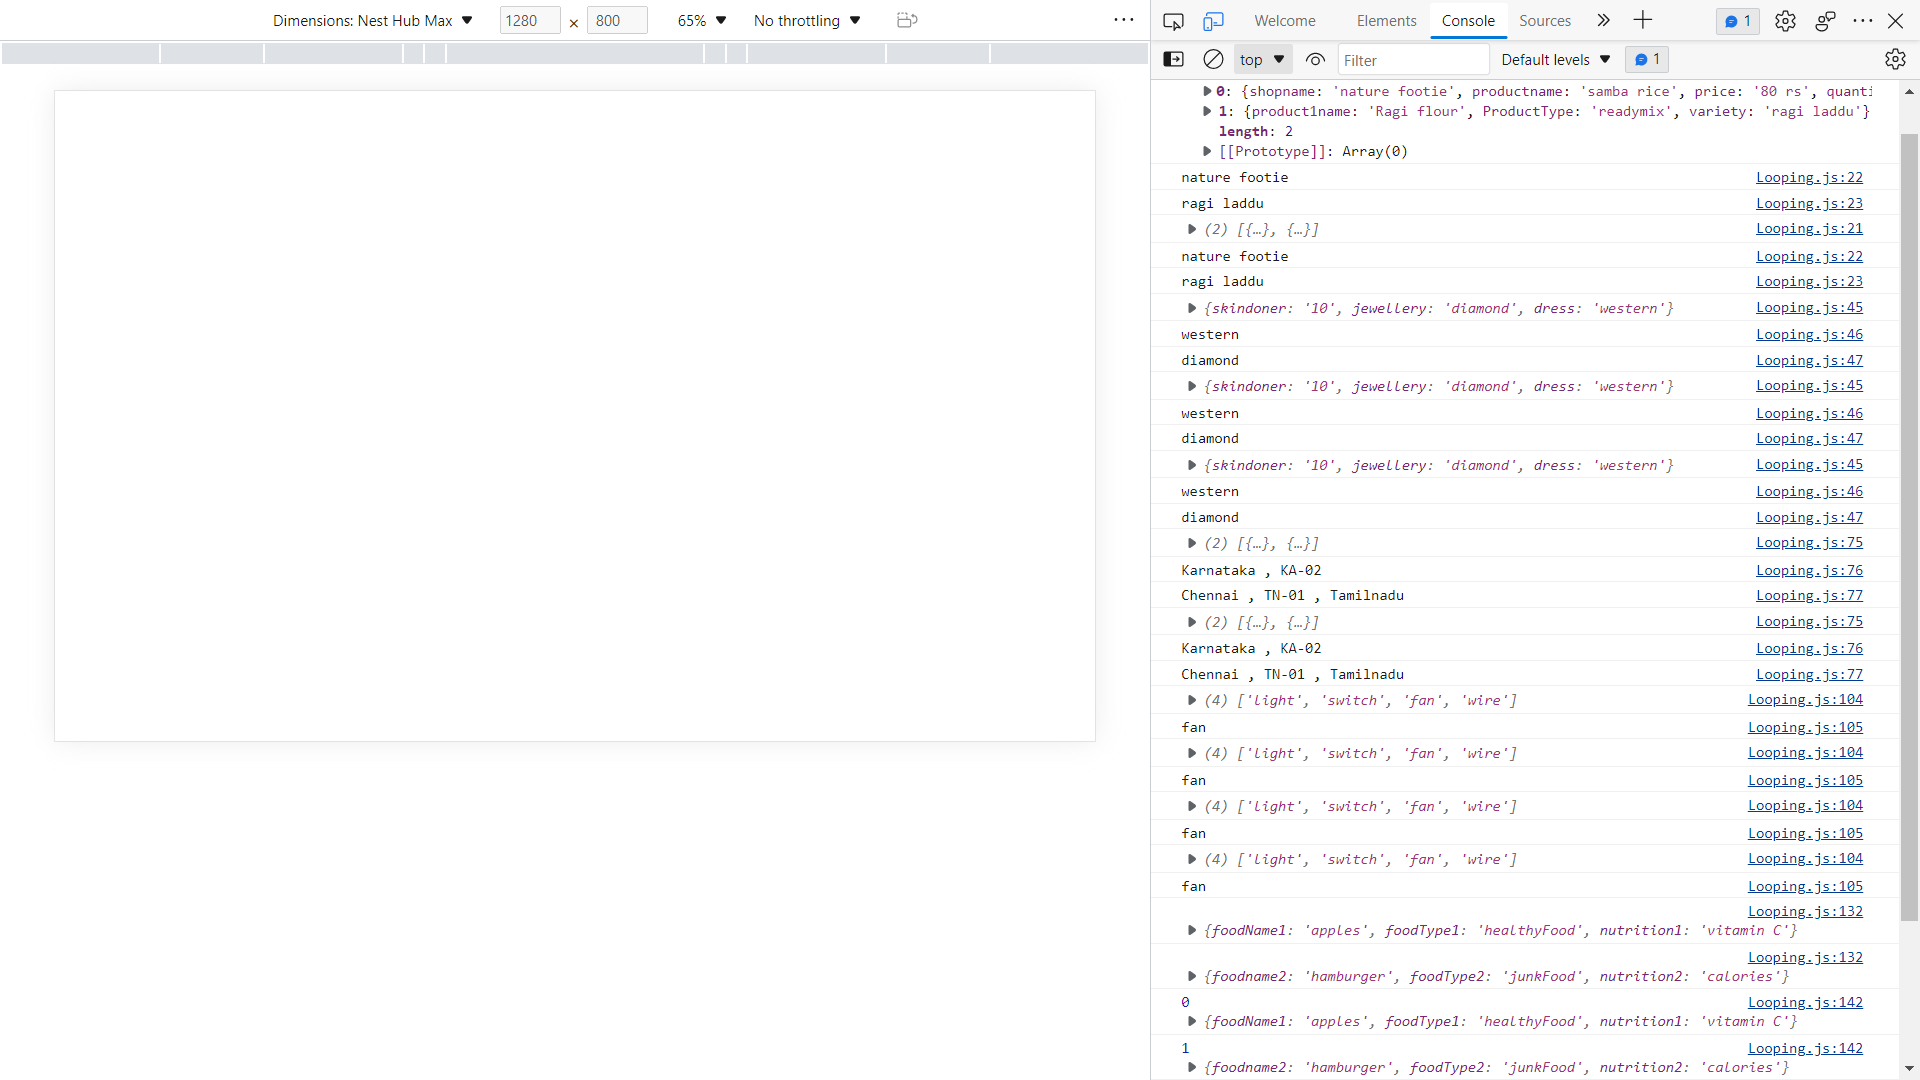 Dimensions: Nest Hub Max ▼ 1280 × 800 65% ▼ No throttling ▼
Welcome Elements Console Sources 1
top ▼ Filter Default levels ▼ 1
0: {shopname: 'nature footie', productname: 'samba rice', price: '80 rs', quanti
1: {product1name: 'Ragi flour', ProductType: 'readymix', variety: 'ragi laddu'}
length: 2
[[Prototype]]: Array(0)
nature footie Looping.js:22
ragi laddu Looping.js:23
(2) [{…}, {…}] Looping.js:21
nature footie Looping.js:22
ragi laddu Looping.js:23
{skindoner: '10', jewellery: 'diamond', dress: 'western'} Looping.js:45
western Looping.js:46
diamond Looping.js:47
{skindoner: '10', jewellery: 'diamond', dress: 'western'} Looping.js:45
western Looping.js:46
diamond Looping.js:47
{skindoner: '10', jewellery: 'diamond', dress: 'western'} Looping.js:45
western Looping.js:46
diamond Looping.js:47
(2) [{…}, {…}] Looping.js:75
Karnataka , KA-02 Looping.js:76
Chennai , TN-01 , Tamilnadu Looping.js:77
(2) [{…}, {…}] Looping.js:75
Karnataka , KA-02 Looping.js:76
Chennai , TN-01 , Tamilnadu Looping.js:77
(4) ['light', 'switch', 'fan', 'wire'] Looping.js:104
fan Looping.js:105
(4) ['light', 'switch', 'fan', 'wire'] Looping.js:104
fan Looping.js:105
(4) ['light', 'switch', 'fan', 'wire'] Looping.js:104
fan Looping.js:105
(4) ['light', 'switch', 'fan', 'wire'] Looping.js:104
fan Looping.js:105
Looping.js:132
{foodName1: 'apples', foodType1: 'healthyFood', nutrition1: 'vitamin C'}
Looping.js:132
{foodname2: 'hamburger', foodType2: 'junkFood', nutrition2: 'calories'}
0 Looping.js:142
{foodName1: 'apples', foodType1: 'healthyFood', nutrition1: 'vitamin C'}
1 Looping.js:142
{foodname2: 'hamburger', foodType2: 'junkFood', nutrition2: 'calories'}